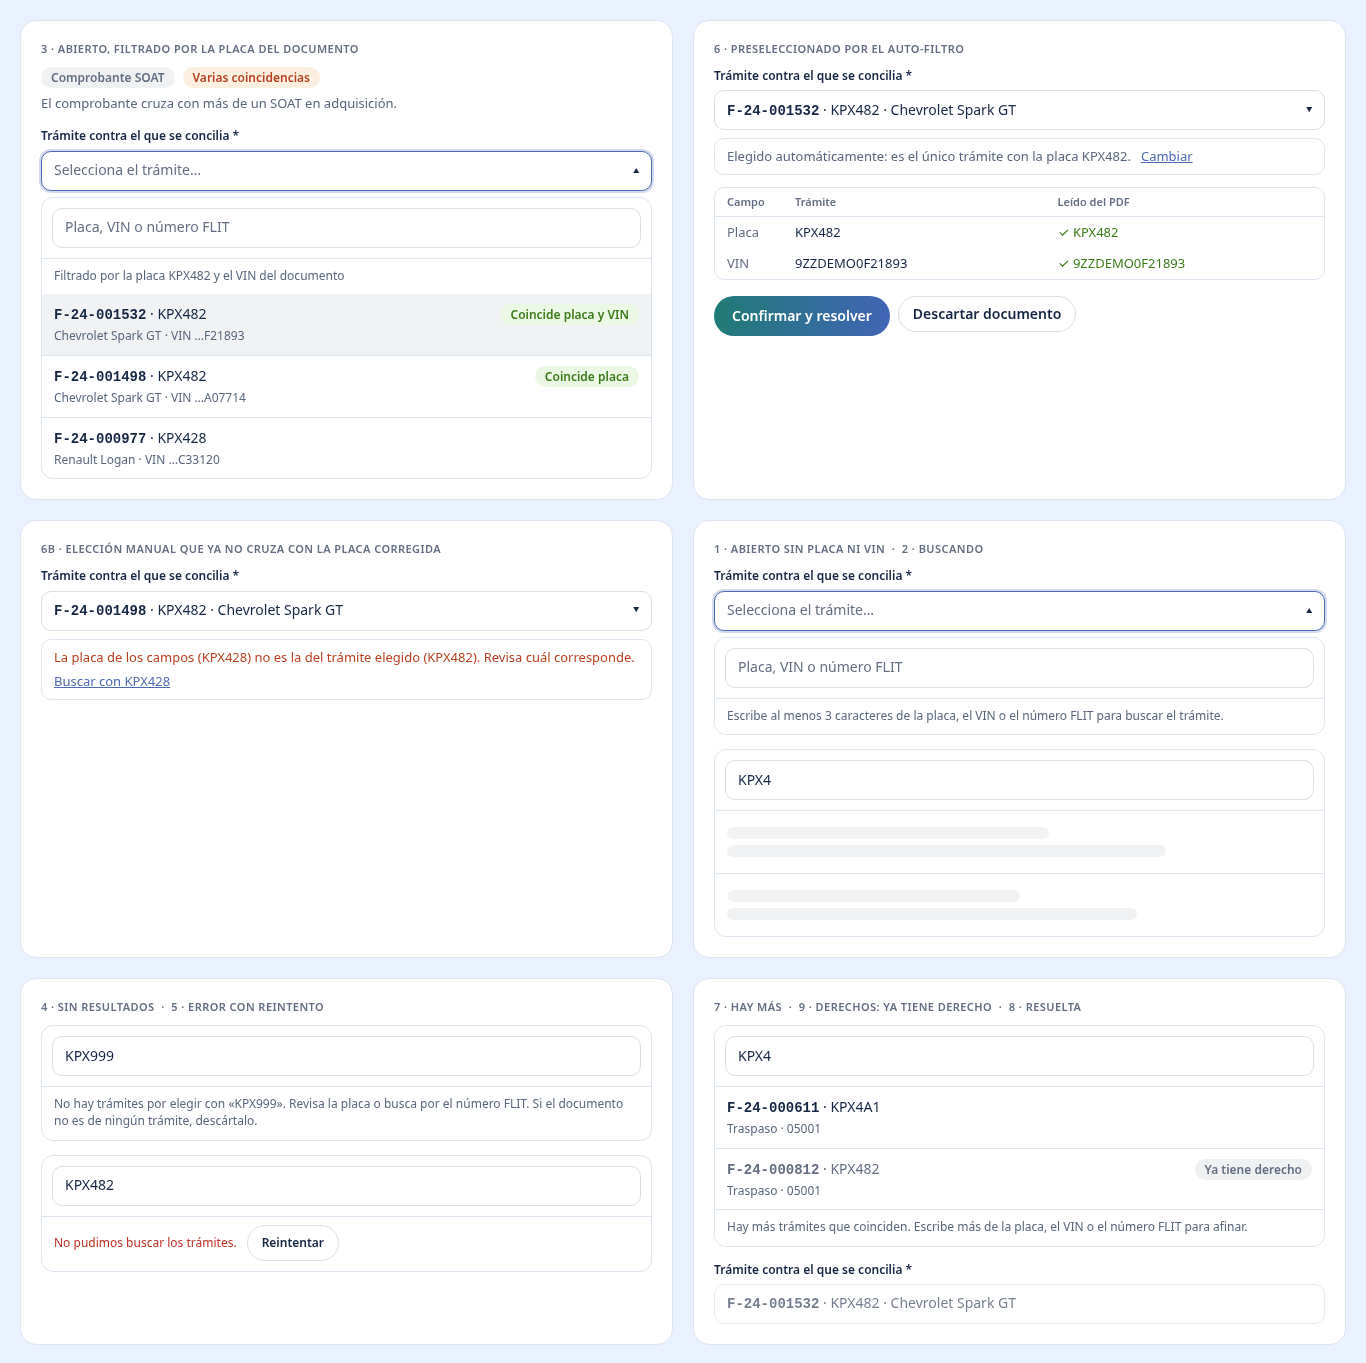 3 · ABIERTO, FILTRADO POR LA PLACA DEL DOCUMENTO
Comprobante SOAT
Varias coincidencias
El comprobante cruza con más de un SOAT en adquisición.
Trámite contra el que se concilia *
Selecciona el trámite...
Placa, VIN o número FLIT
Filtrado por la placa KPX482 y el VIN del documento
F-24-001532 · KPX482
Coincide placa y VIN
Chevrolet Spark GT · VIN ...F21893
F-24-001498 · KPX482
Coincide placa
Chevrolet Spark GT · VIN ...A07714
F-24-000977 · KPX428
Renault Logan · VIN ...C33120
6 · PRESELECCIONADO POR EL AUTO-FILTRO
Trámite contra el que se concilia *
F-24-001532 · KPX482 · Chevrolet Spark GT
Elegido automáticamente: es el único trámite con la placa KPX482. Cambiar
Campo Trámite Leído del PDF
Placa KPX482 ✓ KPX482
VIN 9ZZDEMO0F21893 ✓ 9ZZDEMO0F21893
Confirmar y resolver
Descartar documento
6B · ELECCIÓN MANUAL QUE YA NO CRUZA CON LA PLACA CORREGIDA
Trámite contra el que se concilia *
F-24-001498 · KPX482 · Chevrolet Spark GT
La placa de los campos (KPX428) no es la del trámite elegido (KPX482). Revisa cuál corresponde.
Buscar con KPX428
1 · ABIERTO SIN PLACA NI VIN · 2 · BUSCANDO
Trámite contra el que se concilia *
Selecciona el trámite...
Placa, VIN o número FLIT
Escribe al menos 3 caracteres de la placa, el VIN o el número FLIT para buscar el trámite.
KPX4
4 · SIN RESULTADOS · 5 · ERROR CON REINTENTO
KPX999
No hay trámites por elegir con «KPX999». Revisa la placa o busca por el número FLIT. Si el documento
no es de ningún trámite, descártalo.
KPX482
No pudimos buscar los trámites.
Reintentar
7 · HAY MÁS · 9 · DERECHOS: YA TIENE DERECHO · 8 · RESUELTA
KPX4
F-24-000611 · KPX4A1
Traspaso · 05001
F-24-000812 · KPX482
Ya tiene derecho
Traspaso · 05001
Hay más trámites que coinciden. Escribe más de la placa, el VIN o el número FLIT para afinar.
Trámite contra el que se concilia *
F-24-001532 · KPX482 · Chevrolet Spark GT